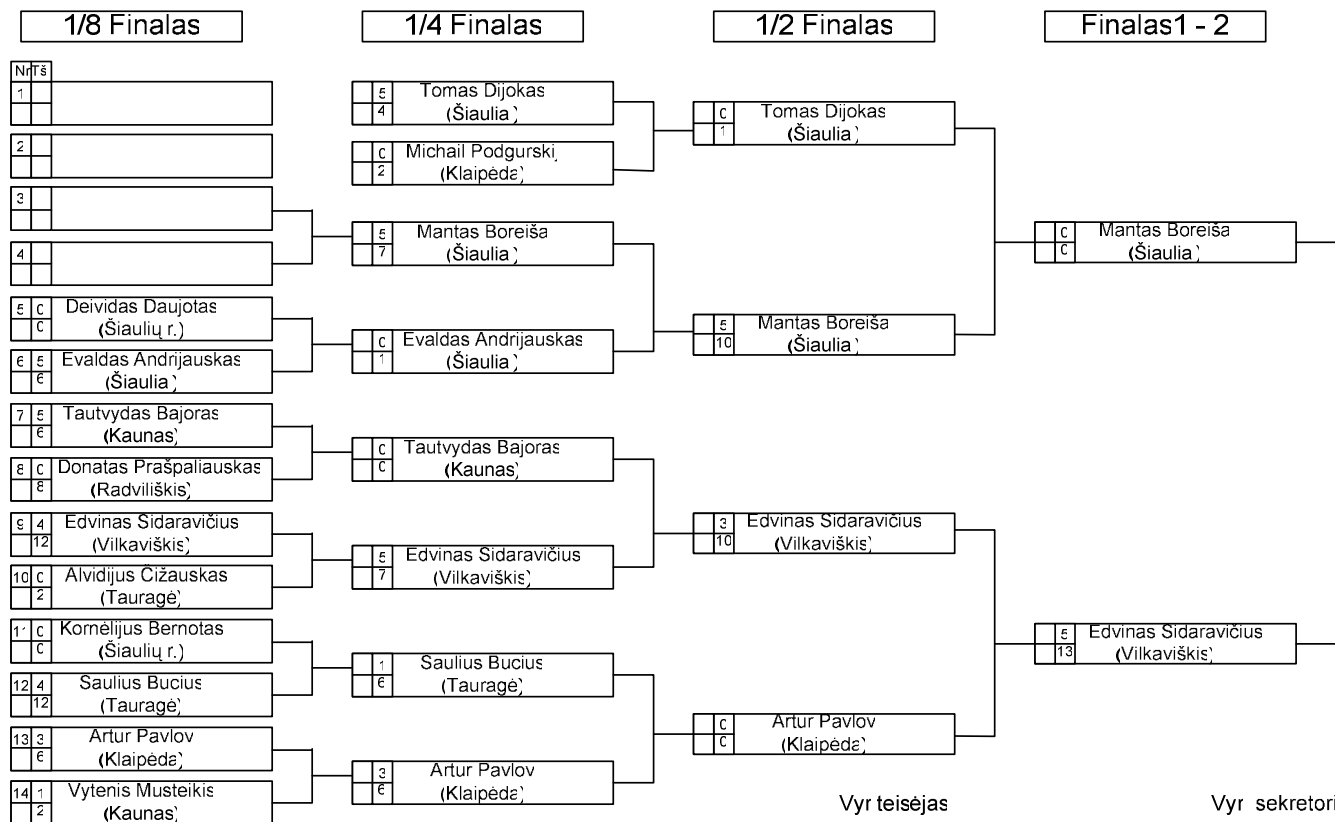 1/8 Finalas
1/4 Finalas
1/2 Finalas
Finalas1 - 2
Nr Tš
1
2
3
4
5 0 Deividas Daujotas
0 (Šiaulių r.)
6 5 Evaldas Andrijauskas
6 (Šiaulia)
7 5 Tautvydas Bajoras
6 (Kaunas)
8 0 Donatas Prašpaliauskas
8 (Radviliškis)
9 4 Edvinas Sidaravičius
12 (Vilkaviškis)
10 0 Alvidijus Čižauskas
2 (Tauragė)
11 0 Kornėlijus Bernotas
0 (Šiaulių r.)
12 4 Saulius Bucius
12 (Tauragė)
13 3 Artur Pavlov
6 (Klaipėda)
14 1 Vytenis Musteikis
2 (Kaunas)
5 Tomas Dijokas
4 (Šiaulia)
0 Michail Podgurskij
2 (Klaipėda)
5 Mantas Boreiša
7 (Šiaulia)
0 Evaldas Andrijauskas
1 (Šiaulia)
0 Tautvydas Bajoras
0 (Kaunas)
5 Edvinas Sidaravičius
7 (Vilkaviškis)
1 Saulius Bucius
6 (Tauragė)
3 Artur Pavlov
6 (Klaipėda)
0 Tomas Dijokas
1 (Šiaulia)
5 Mantas Boreiša
10 (Šiaulia)
3 Edvinas Sidaravičius
10 (Vilkaviškis)
0 Artur Pavlov
0 (Klaipėda)
0 Mantas Boreiša
0 (Šiaulia)
5 Edvinas Sidaravičius
13 (Vilkaviškis)
Vyr teisėjas
Vyr sekretori